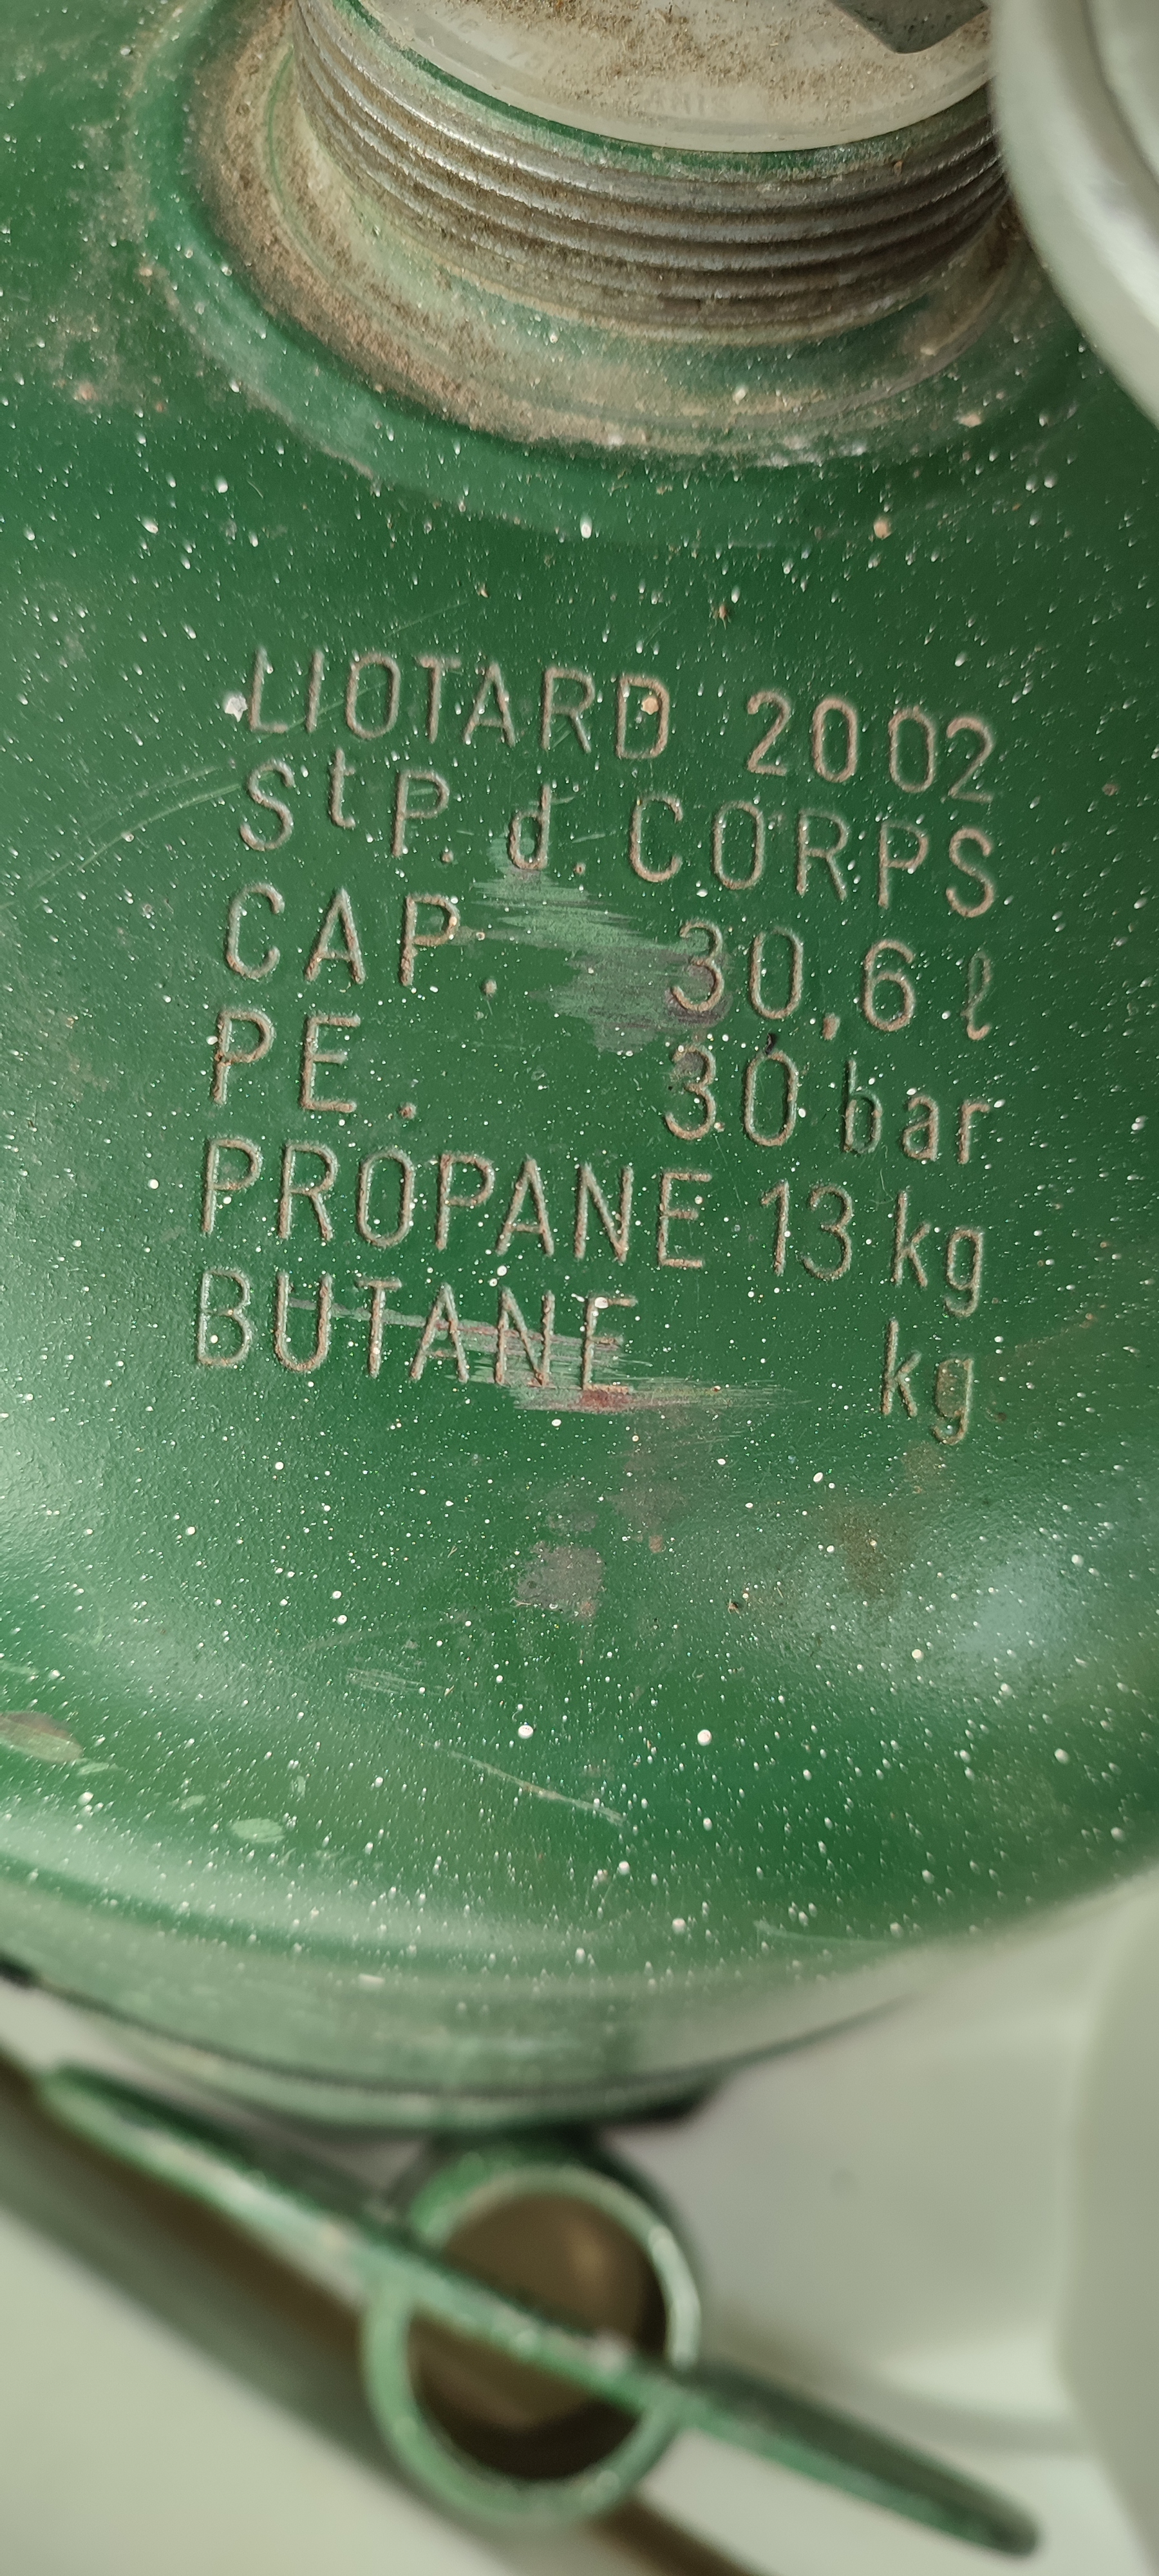 LIOTARD 2002
StP. d. CORPS
CAP. 30,6 l
PE. 30 bar
PROPANE 13 kg
BUTANE kg